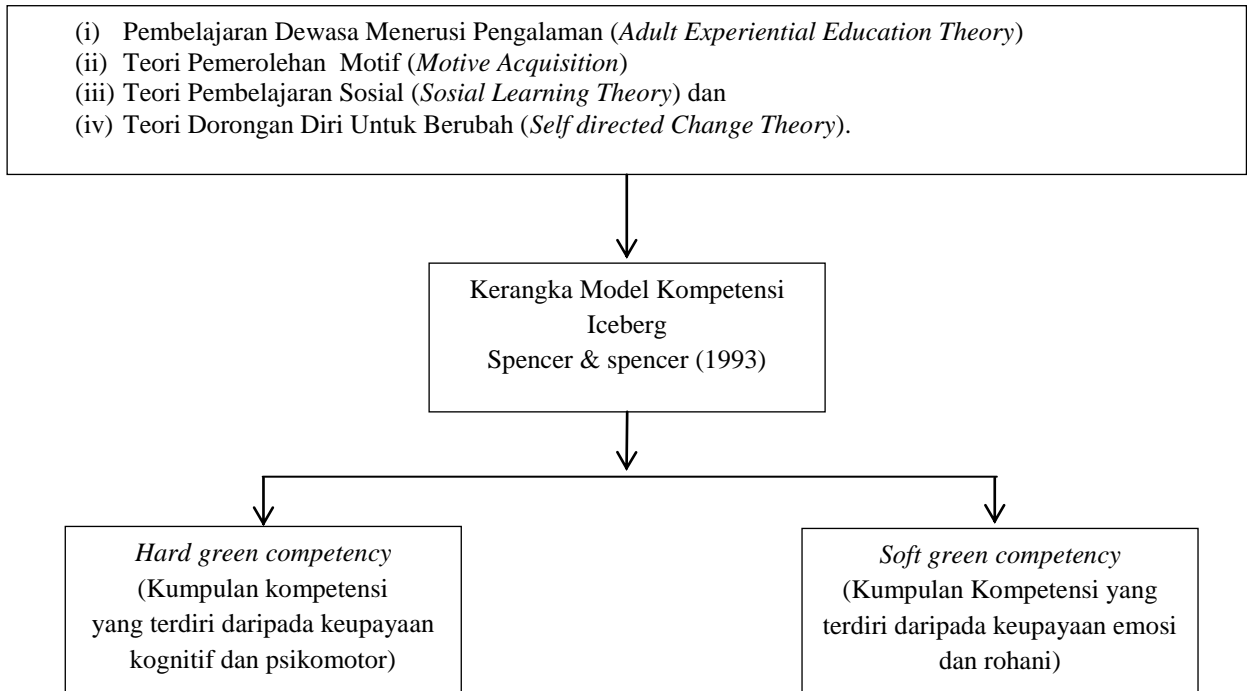 (i) Pembelajaran Dewasa Menerusi Pengalaman (Adult Experiential Education Theory)
(ii) Teori Pemerolehan Motif (Motive Acquisition)
(iii) Teori Pembelajaran Sosial (Sosial Learning Theory) dan
(iv) Teori Dorongan Diri Untuk Berubah (Self directed Change Theory).
Kerangka Model Kompetensi
Iceberg
Spencer & spencer (1993)
Hard green competency
(Kumpulan kompetensi
yang terdiri daripada keupayaan
kognitif dan psikomotor)
Soft green competency
(Kumpulan Kompetensi yang
terdiri daripada keupayaan emosi
dan rohani)